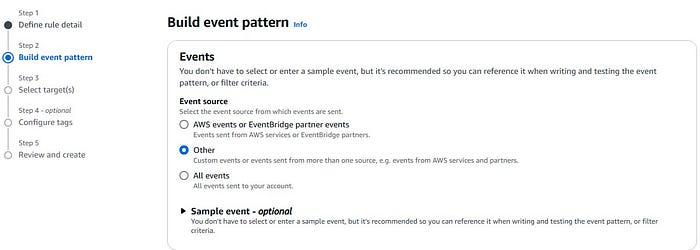 Step 1
Define rule detail
Step 2
Build event pattern
Step 3
Select target(s)
Step 4 - optional
Configure tags
Step 5
Review and create
Build event pattern Info
Events
You don't have to select or enter a sample event, but it's recommended so you can reference it when writing and testing the event
pattern, or filter criteria.
Event source
Select the event source from which events are sent.
AWS events or EventBridge partner events
Events sent from AWS services or EventBridge partners.
Other
Custom events or events sent from more than one source, e.g. events from AWS services and partners.
All events
All events sent to your account.
Sample event - optional
You don't have to select or enter a sample event, but it's recommended so you can reference it when writing and testing the event pattern, or filter
criteria.